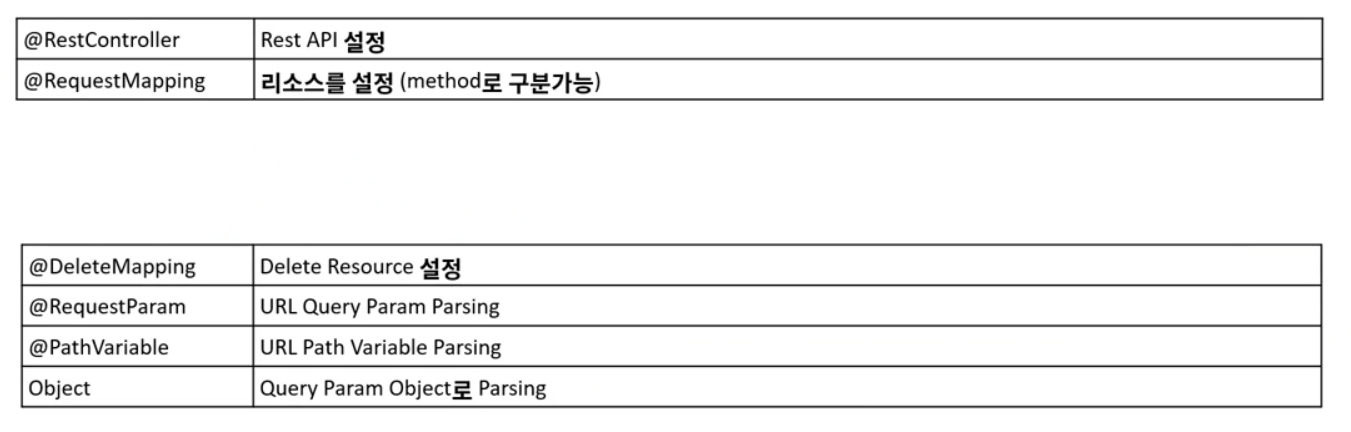 @RestController Rest API 설정
@RequestMapping 리소스를 설정 (method로 구분가능)
@DeleteMapping Delete Resource 설정
@RequestParam URL Query Param Parsing
@PathVariable URL Path Variable Parsing
Object Query Param Object로 Parsing